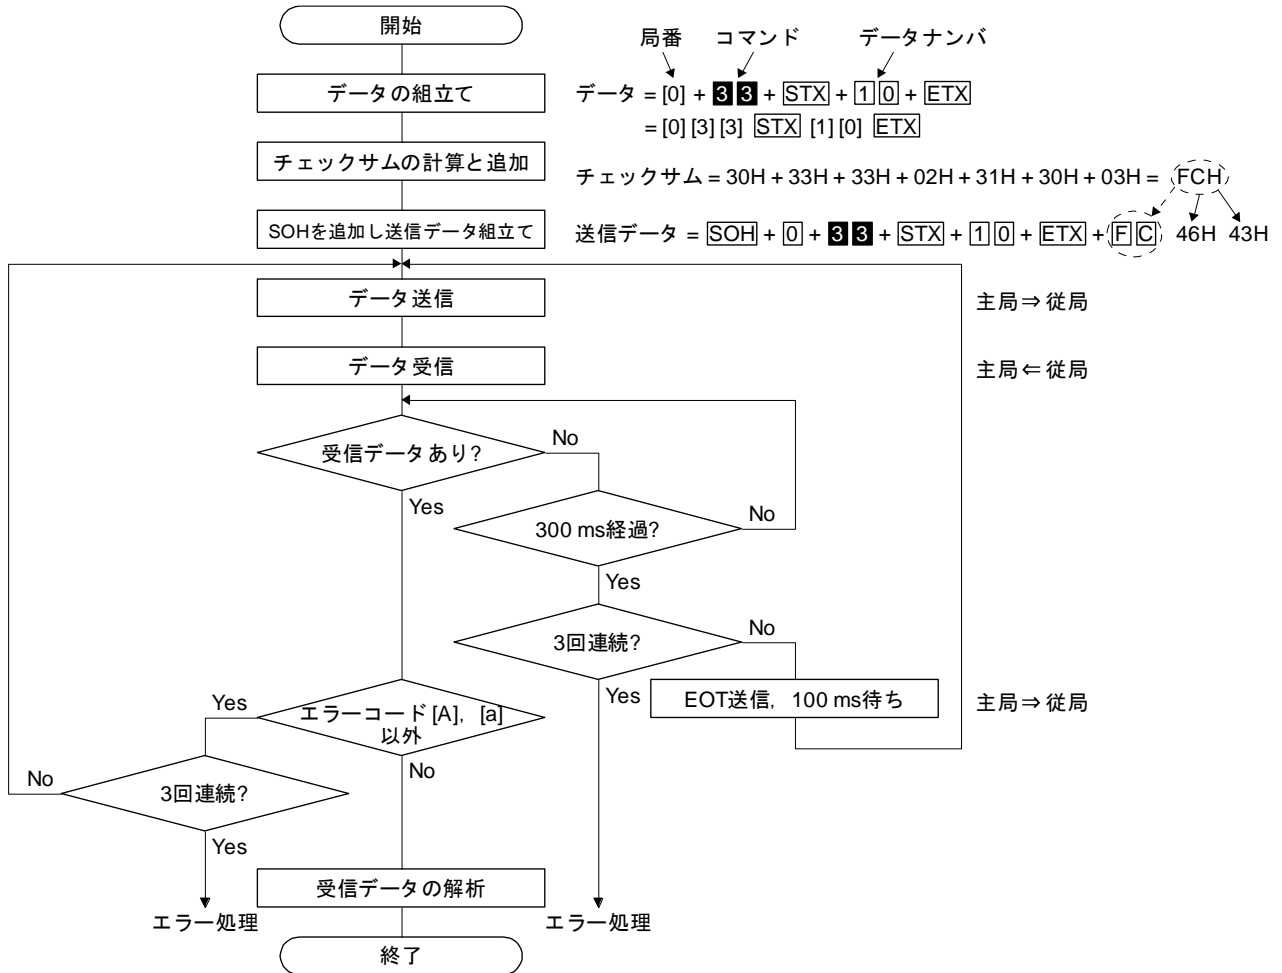 開始
局番 コマンド データナンバ
データの組立て
データ = [0] + 3 3 + STX + 1 0 + ETX
= [0] [3] [3] STX [1] [0] ETX
チェックサムの計算と追加
チェックサム = 30H + 33H + 33H + 02H + 31H + 30H + 03H = FCH
SOHを追加し送信データ組立て
送信データ = SOH + 0 + 3 3 + STX + 1 0 + ETX + F C 46H 43H
データ送信
主局⇒従局
データ受信
主局⇐従局
受信データあり?
No
Yes
300 ms経過?
No
Yes
3回連続?
No
Yes
EOT送信，100 ms待ち
主局⇒従局
エラーコード [A]，[a]
以外
Yes
No
3回連続?
No
Yes
受信データの解析
エラー処理
エラー処理
終了